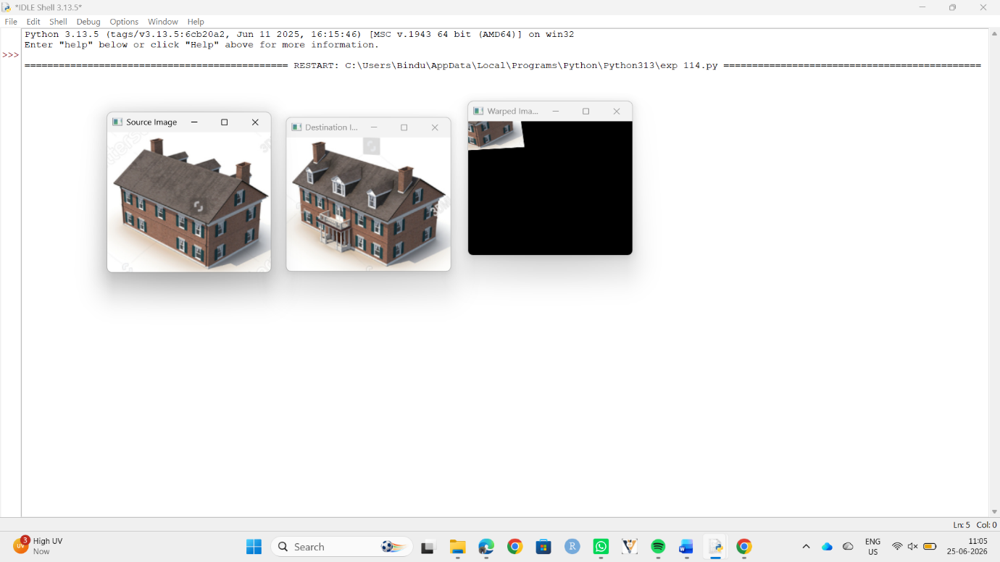 *IDLE Shell 3.13.5*
File Edit Shell Debug Options Window Help
Python 3.13.5 (tags/v3.13.5:6cb20a2, Jun 11 2025, 16:15:46) [MSC v.1943 64 bit (AMD64)] on win32
Enter "help" below or click "Help" above for more information.
>>>
============================================== RESTART: C:\Users\Bindu\AppData\Local\Programs\Python\Python313\exp 114.py =============================================
Source Image
Destination I...
Warped Ima...
Ln: 5 Col: 0
UV
3
High UV
Now
Search
R
W
ENG
US
11:05
25-06-2026